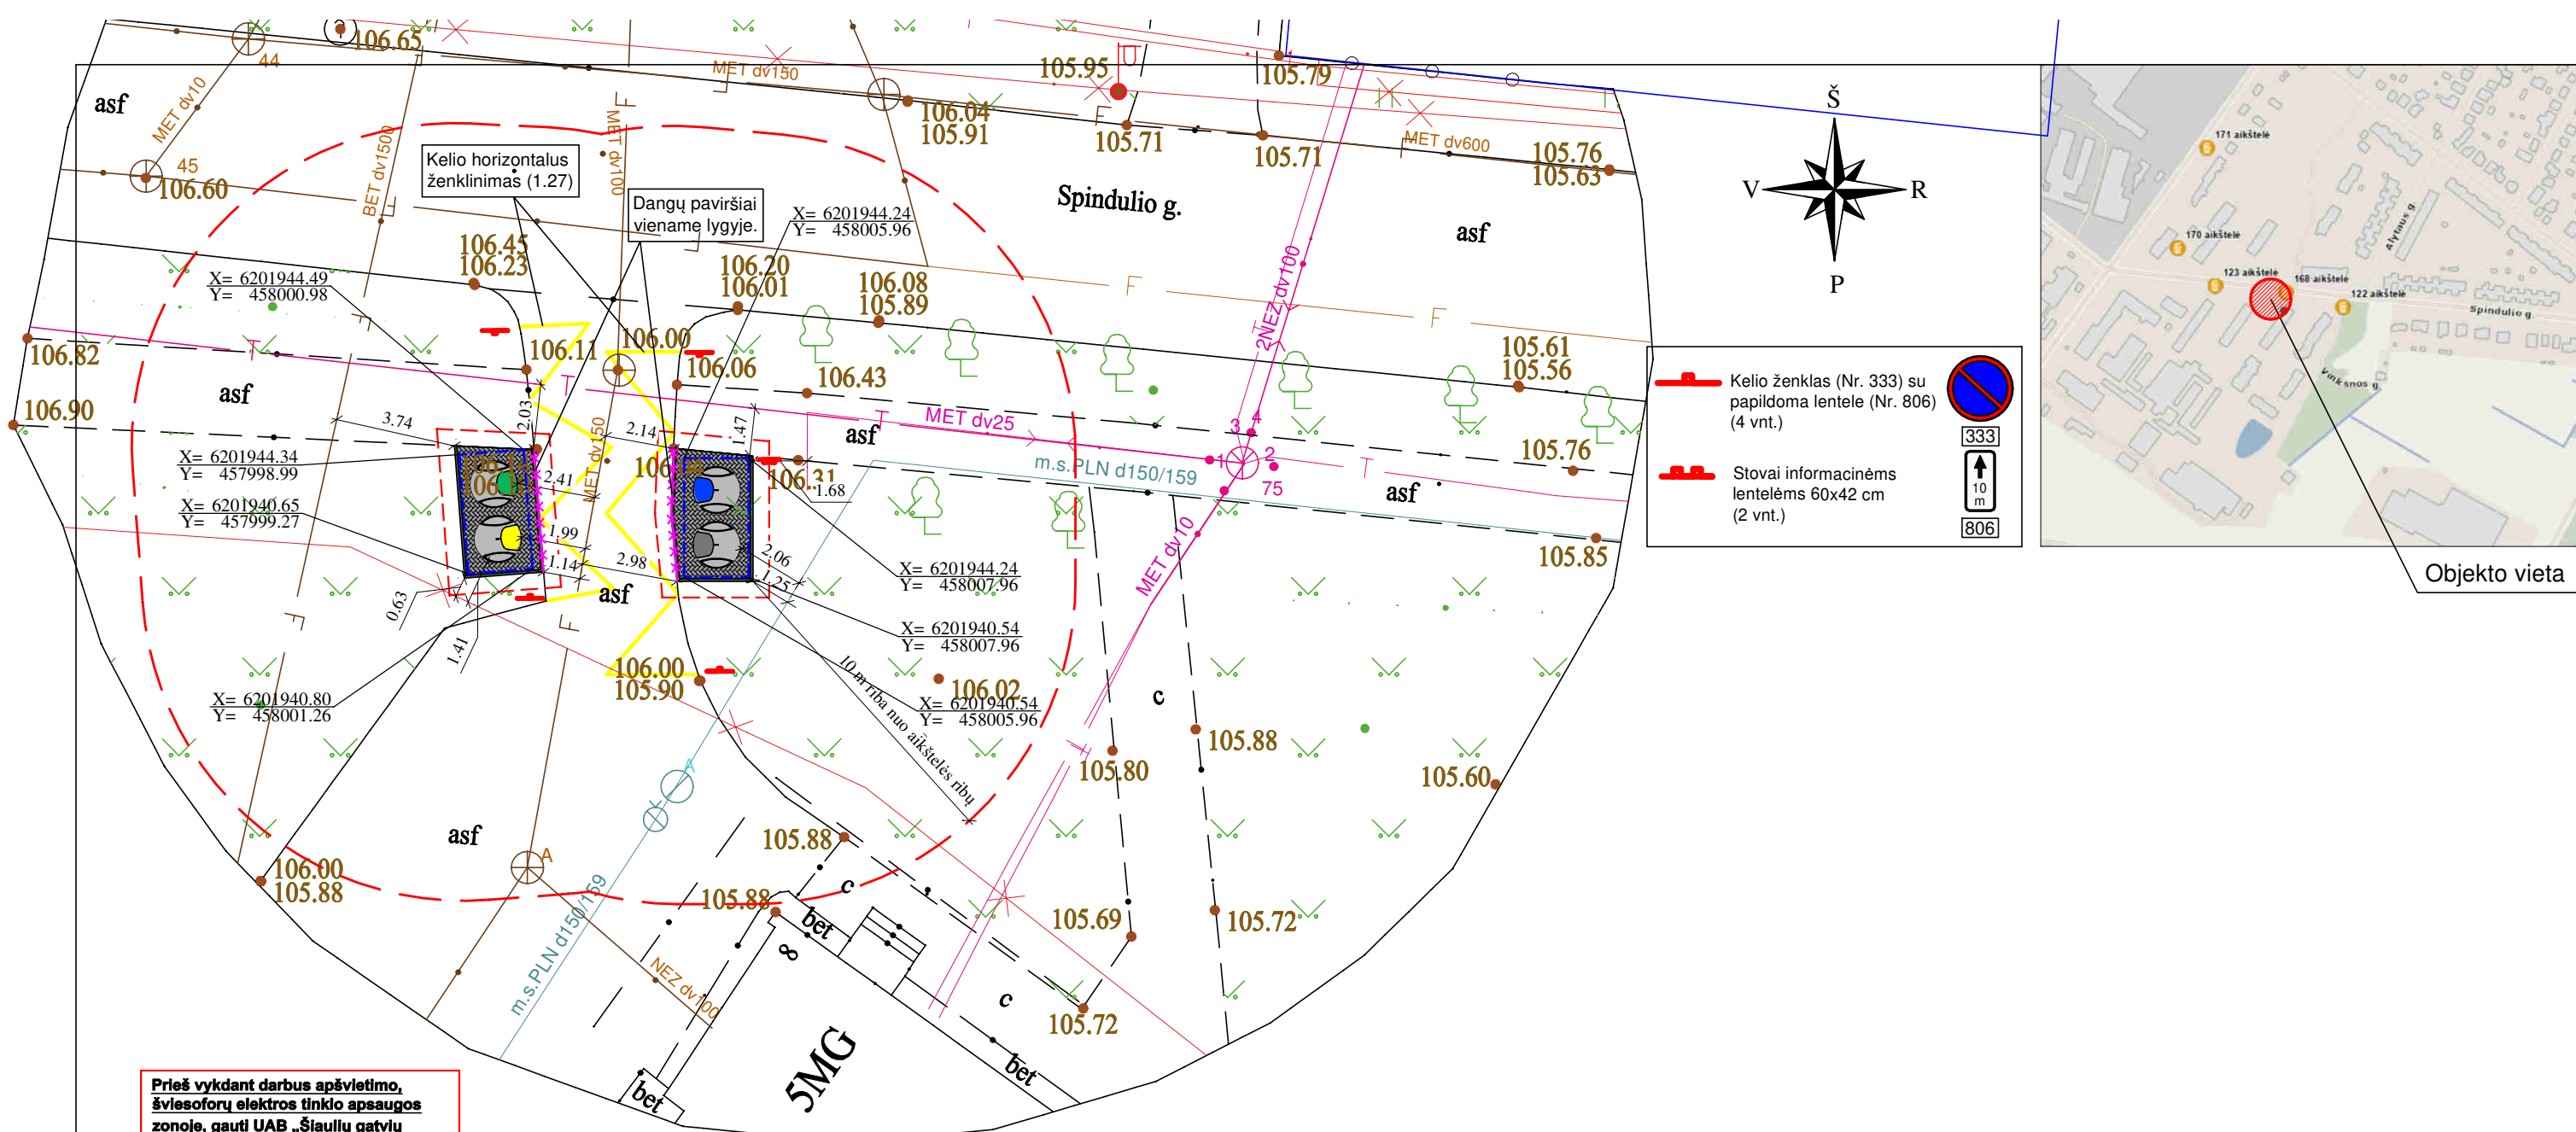 106.65
44
asf
MET dv10
45
106.60
BET dv1500
MET dv150
MET dv100
105.95
105.79
106.04
105.91
105.71
105.71
MET dv600
105.76
105.63
Kelio horizontalus
ženklinimas (1.27)
Dangų paviršiai
viename lygyje.
X= 6201944.24
Y= 458005.96
Spindulio g.
asf
106.45
106.23
X= 6201944.49
Y= 458000.98
106.20
106.01
106.08
105.89
2NEZ dv100
106.82
106.11
106.00
106.06
106.43
105.61
105.56
asf
106.90
3.74
2.03
2.14
1.47
MET dv25
asf
3
4
1
2
75
105.76
asf
m.s.PLN d150/159
X= 6201944.34
Y= 457998.99
MET dv150
2.41
106.31
1.68
X= 6201940.65
Y= 457999.27
1.99
1.14
2.98
2.06
1.25
MET dv10
105.85
X= 6201944.24
Y= 458007.96
0.63
1.41
asf
X= 6201940.54
Y= 458007.96
106.00
105.90
10 m riba nuo aikštelės ribų
106.02
X= 6201940.54
Y= 458005.96
X= 6201940.80
Y= 458001.26
c
105.88
105.80
105.60
A
asf
A
105.88
106.00
105.88
105.88
c
bet
8
m.s.PLN d150/159
NEZ dv100
105.69
105.72
c
105.72
5MG
bet
bet
Prieš vykdant darbus apšvietimo,
šviesoforų elektros tinklo apsaugos
zonoje, gauti UAB „Šiaulių gatvių
Š
V
R
P
Kelio ženklas (Nr. 333) su
papildoma lentele (Nr. 806)
(4 vnt.)
333
Stovai informacinėms
lentelėms 60x42 cm
(2 vnt.)
10
m
806
171 aikštelė
170 aikštelė
Alytaus g.
123 aikštelė
168 aikštelė
122 aikštelė
Spindulio g.
Vinkšnos g.
Objekto vieta